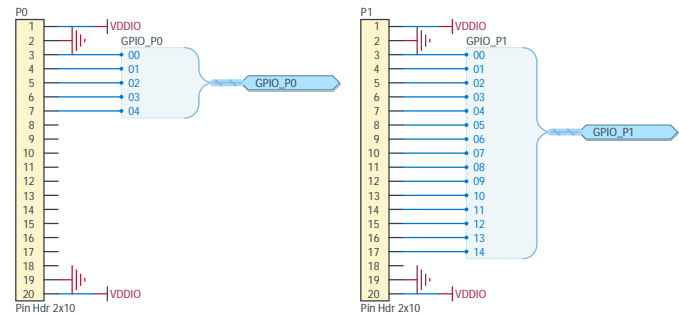 P0
1 VDDIO
2 GPIO_P0
3 00
4 01
5 02 GPIO_P0
6 03
7 04
8
9
10
11
12
13
14
15
16
17
18
19
20 VDDIO
Pin Hdr 2x10
P1
1 VDDIO
2 GPIO_P1
3 00
4 01
5 02
6 03
7 04
8 05 GPIO_P1
9 06
10 07
11 08
12 09
13 10
14 11
15 12
16 13
17 14
18
19
20 VDDIO
Pin Hdr 2x10